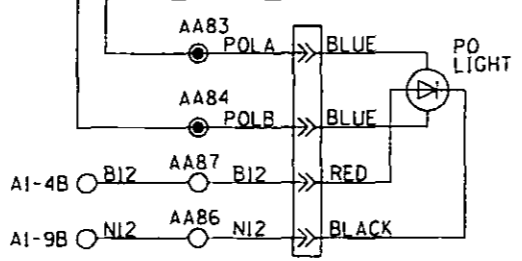 AA83
POLA BLUE
PO
LIGHT
AA84
POLB BLUE
A1-4B B12 AA87 B12 RED
A1-9B N12 AA86 N12 BLACK